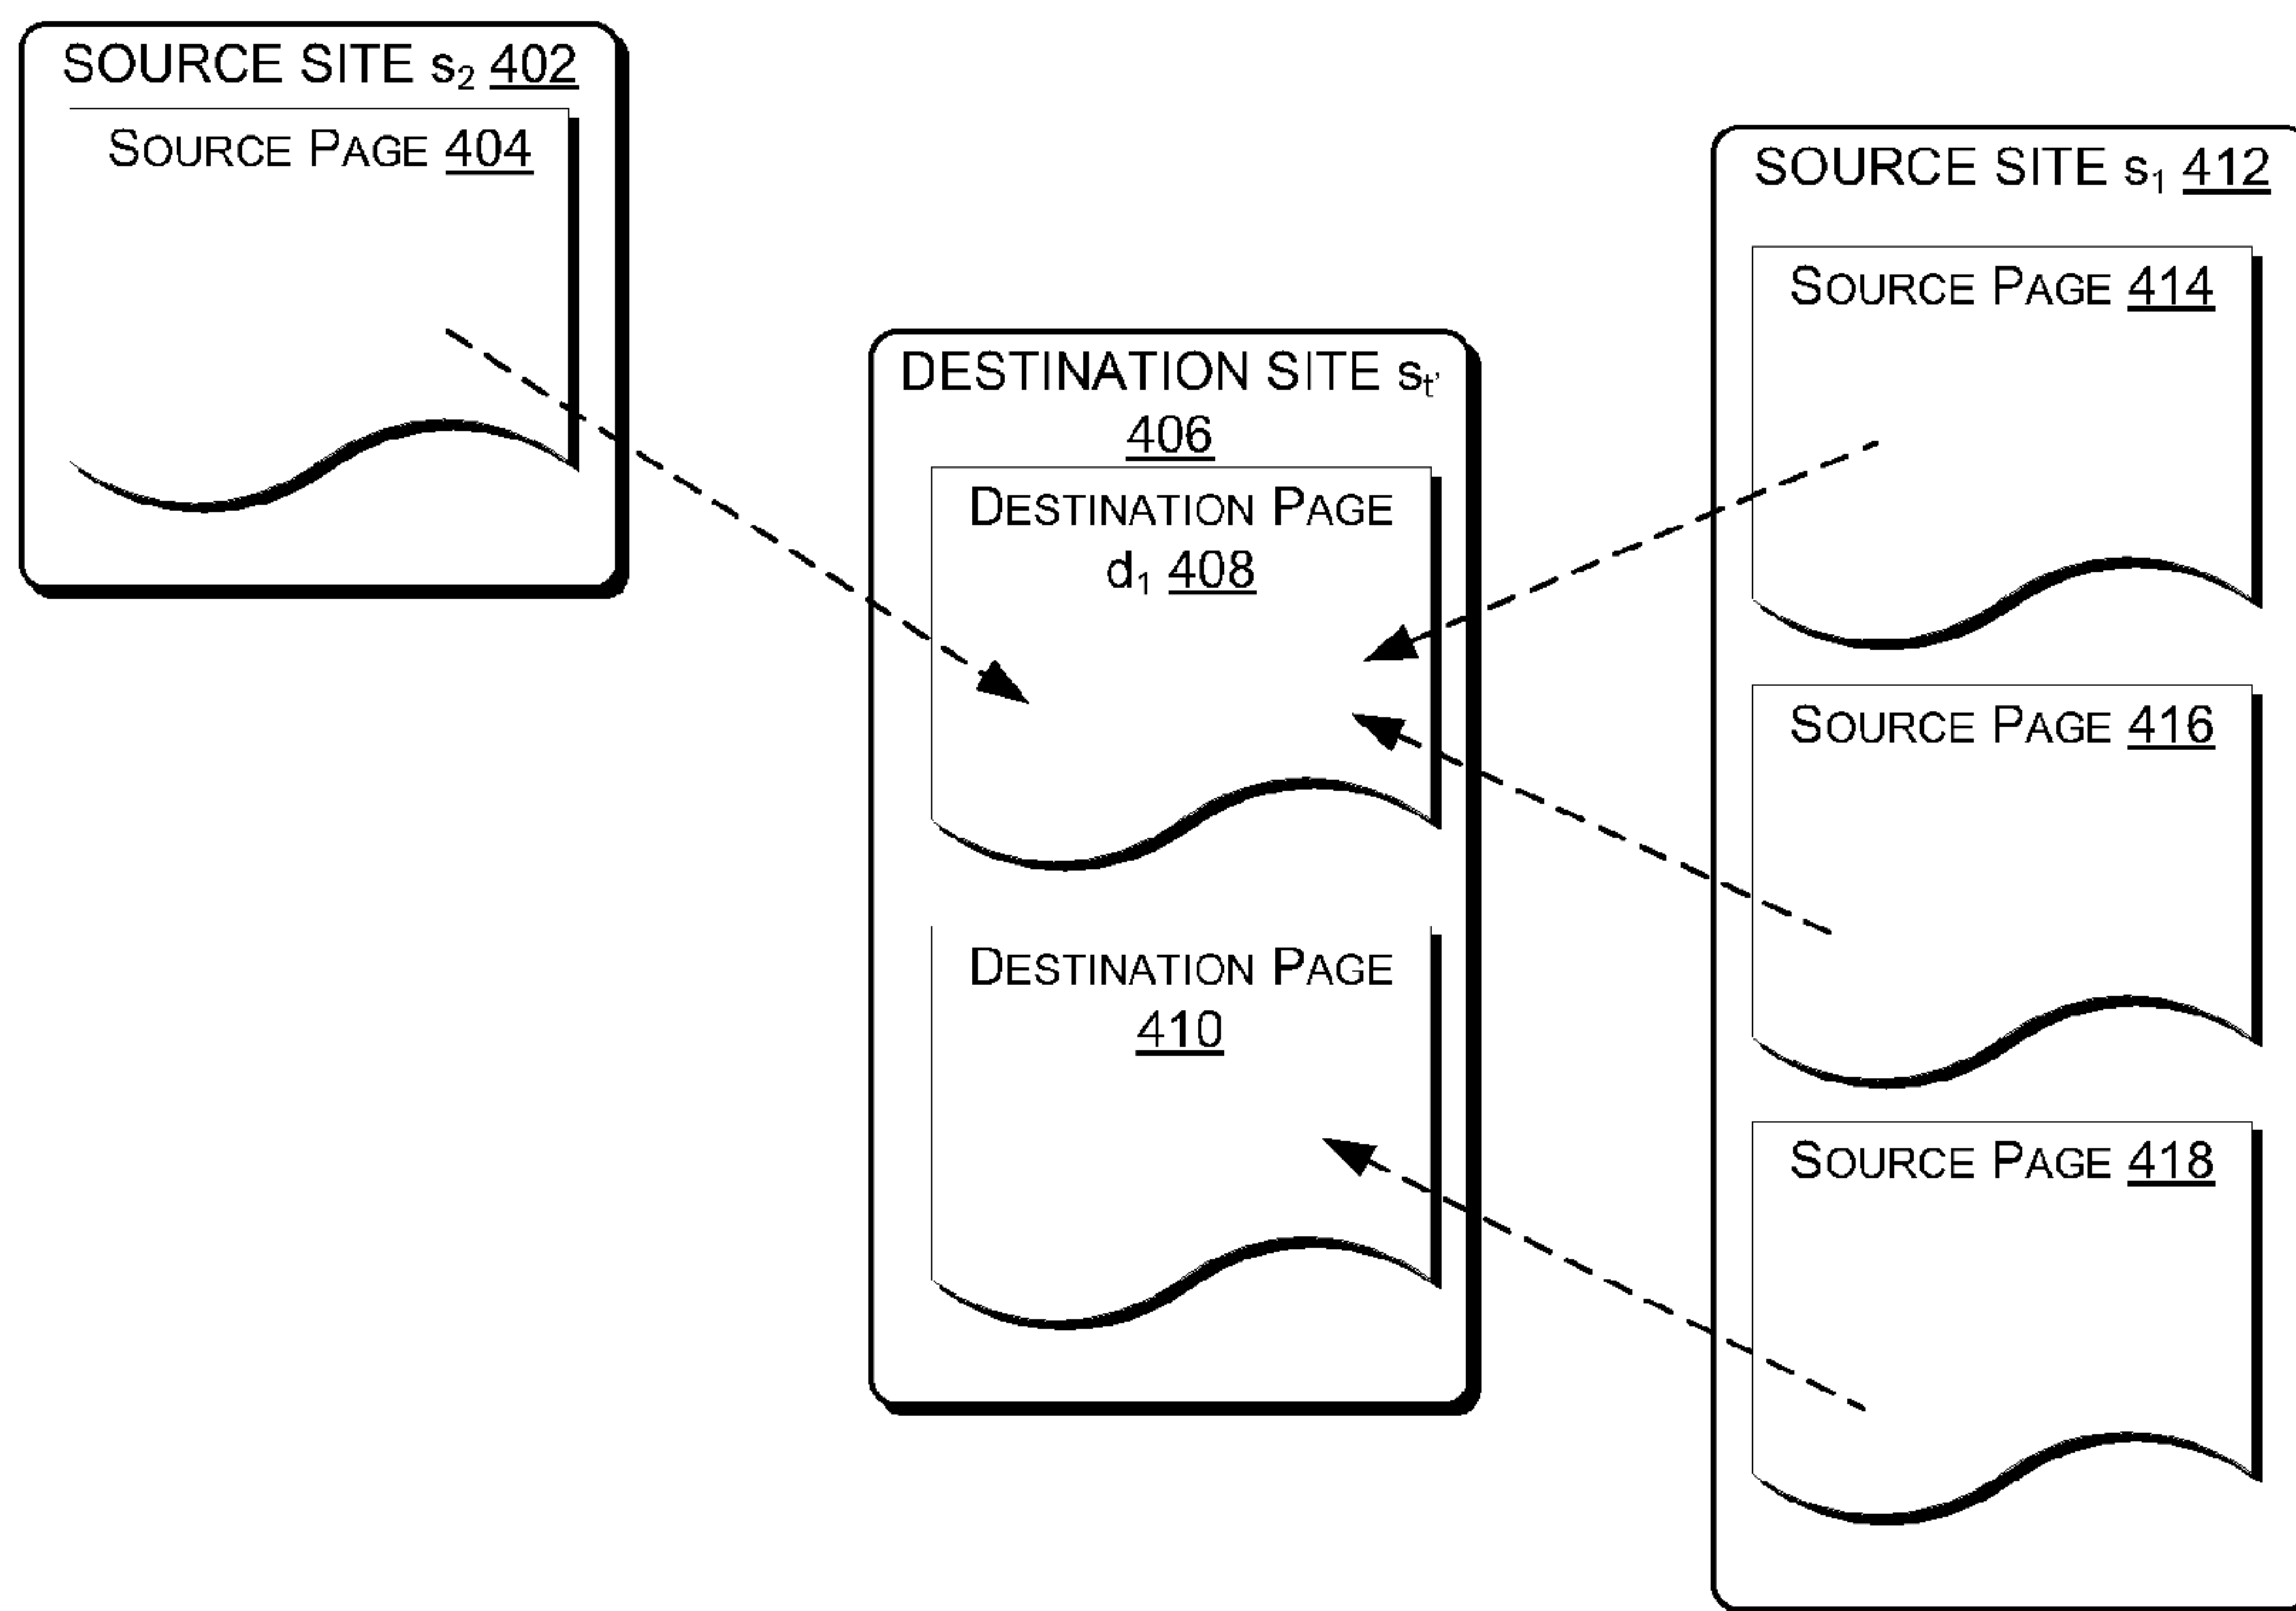 SOURCE SITE s₂ 402
SOURCE PAGE 404
DESTINATION SITE sₜ’
406
DESTINATION PAGE
d₁ 408
DESTINATION PAGE
410
SOURCE SITE s₁ 412
SOURCE PAGE 414
SOURCE PAGE 416
SOURCE PAGE 418